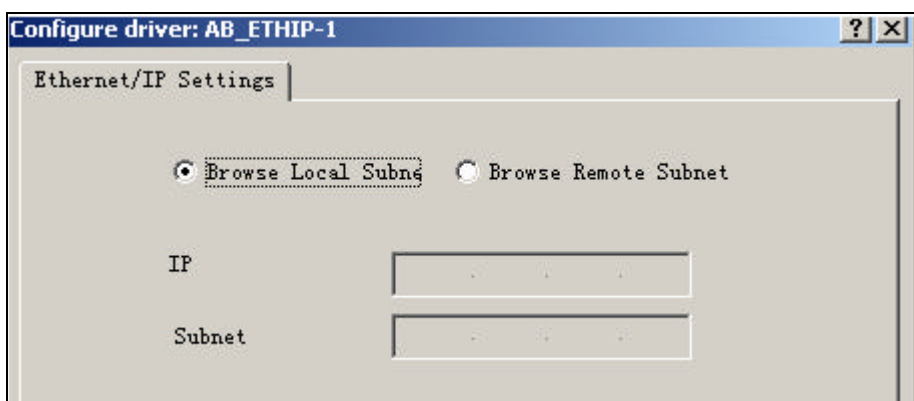 Configure driver: AB_ETHIP-1
Ethernet/IP Settings
Browse Local Subne Browse Remote Subnet
IP
Subnet